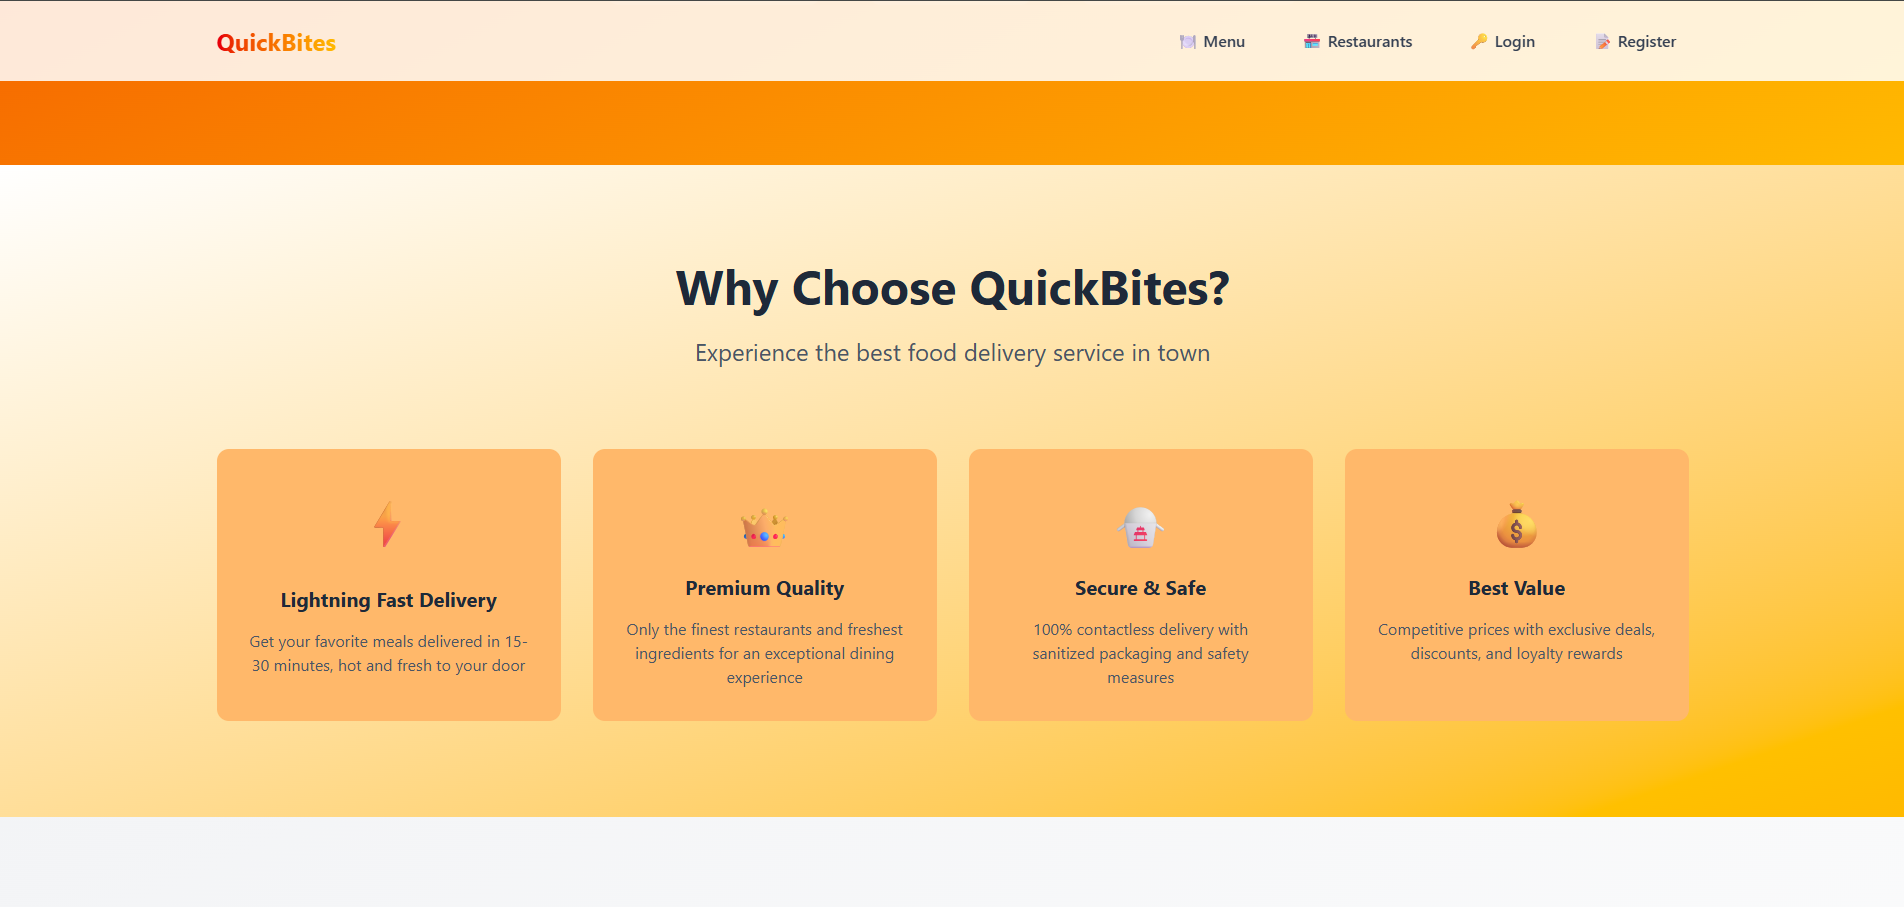 QuickBites
Menu
Restaurants
Login
Register
Why Choose QuickBites?
Experience the best food delivery service in town
Lightning Fast Delivery
Get your favorite meals delivered in 15-
30 minutes, hot and fresh to your door
Premium Quality
Only the finest restaurants and freshest
ingredients for an exceptional dining
experience
Secure & Safe
100% contactless delivery with
sanitized packaging and safety
measures
$
Best Value
Competitive prices with exclusive deals,
discounts, and loyalty rewards